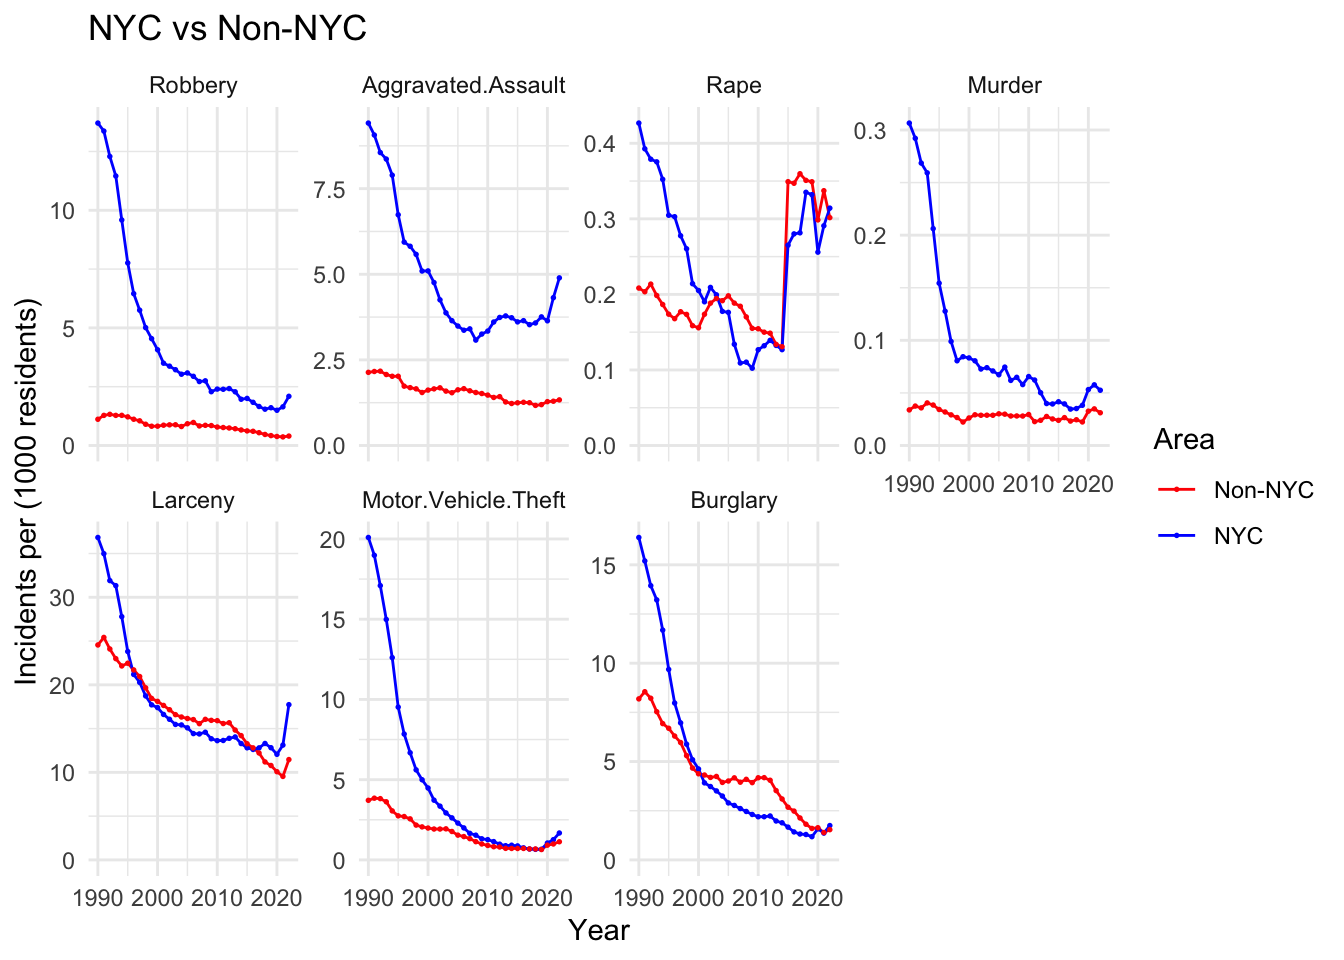 NYC vs Non-NYC
Robbery
Aggravated.Assault
Rape
Murder
10
5
0
7.5
5.0
2.5
0.0
0.4
0.3
0.2
0.1
0.0
0.3
0.2
0.1
0.0
1990 2000 2010 2020
Incidents per (1000 residents)
Larceny
Motor.Vehicle.Theft
Burglary
30
20
10
0
20
15
10
5
0
15
10
5
0
1990 2000 2010 2020
1990 2000 2010 2020
1990 2000 2010 2020
Year
Area
Non-NYC
NYC